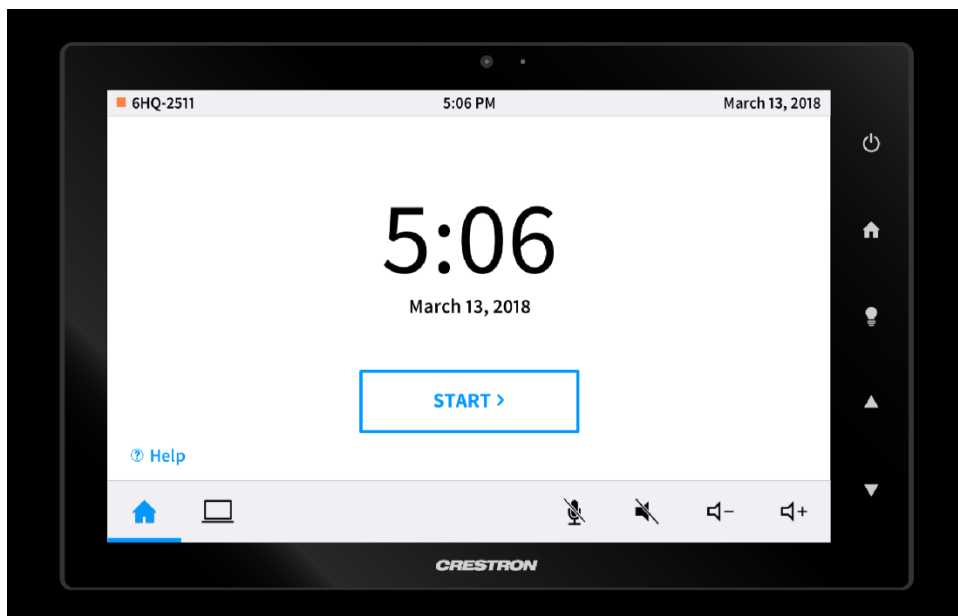 6HQ-2511 5:06 PM March 13, 2018
5:06
March 13, 2018
START >
? Help
CRESTRON